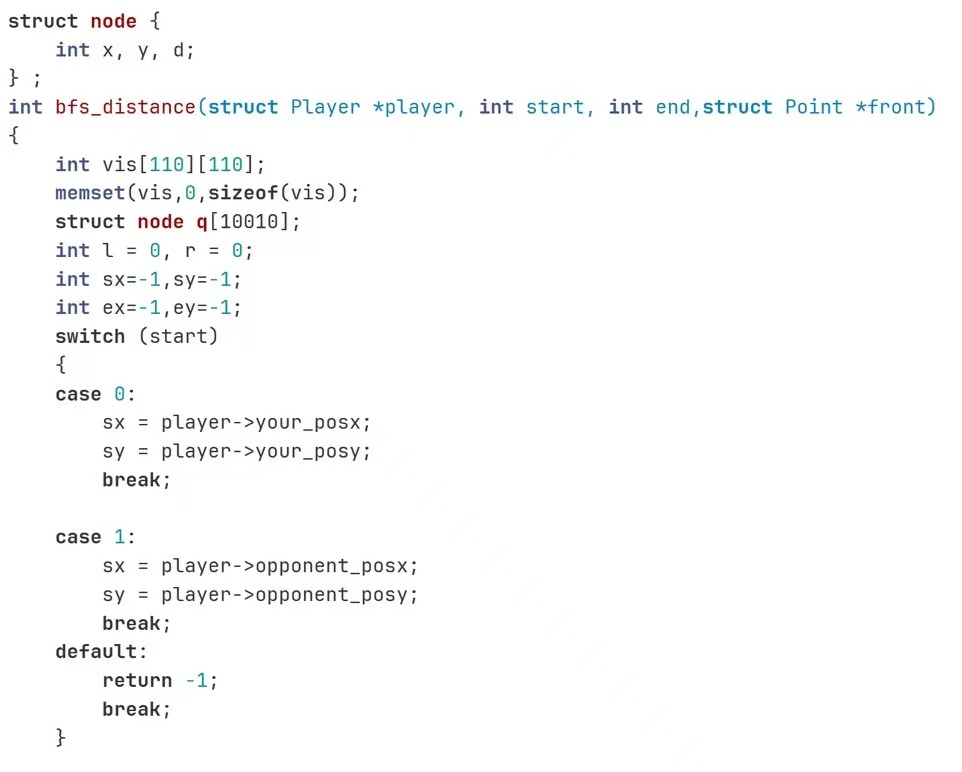 struct node {
    int x, y, d;
} ;
int bfs_distance(struct Player *player, int start, int end,struct Point *front)
{
    int vis[110][110];
    memset(vis,0,sizeof(vis));
    struct node q[10010];
    int l = 0, r = 0;
    int sx=-1,sy=-1;
    int ex=-1,ey=-1;
    switch (start)
    {
    case 0:
        sx = player->your_posx;
        sy = player->your_posy;
        break;

    case 1:
        sx = player->opponent_posx;
        sy = player->opponent_posy;
        break;
    default:
        return -1;
        break;
    }